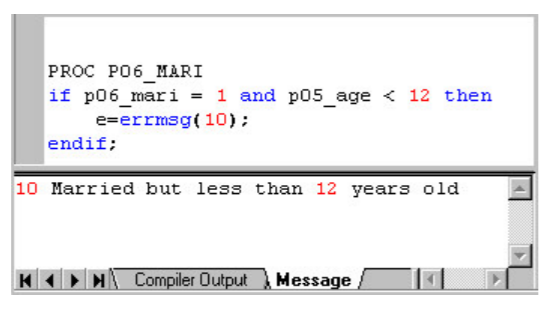 PROC P06_MARI
if p06_mari = 1 and p05_age < 12 then
e=errmsg(10);
endif;
10 Married but less than 12 years old
Compiler Output Message